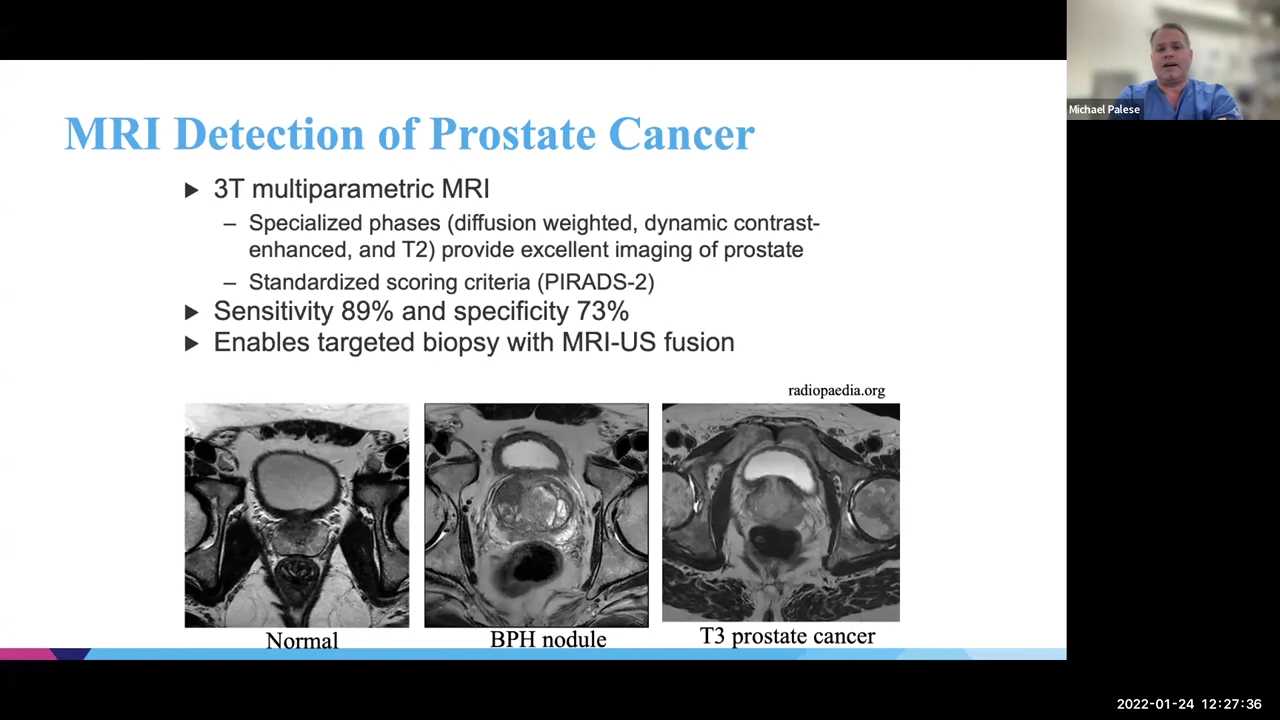 Michael Palese
MRI Detection of Prostate Cancer
3T multiparametric MRI
– Specialized phases (diffusion weighted, dynamic contrast-
enhanced, and T2) provide excellent imaging of prostate
– Standardized scoring criteria (PIRADS-2)
Sensitivity 89% and specificity 73%
Enables targeted biopsy with MRI-US fusion
radiopaedia.org
Normal
BPH nodule
T3 prostate cancer
2022-01-24 12:27:36